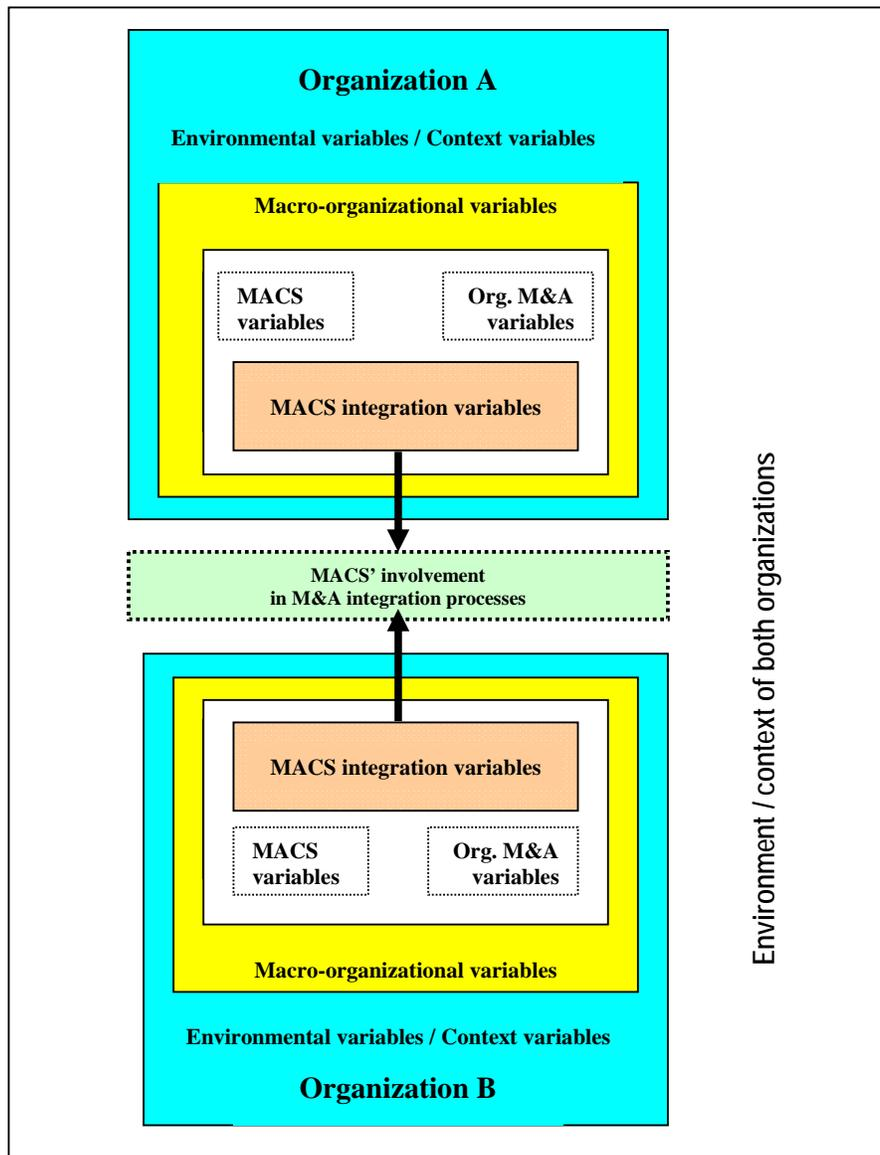 Organization A
Environmental variables / Context variables
Macro-organizational variables
MACS
variables
Org. M&A
variables
MACS integration variables
MACS’ involvement
in M&A integration processes
MACS integration variables
MACS
variables
Org. M&A
variables
Macro-organizational variables
Environmental variables / Context variables
Organization B
Environment / context of both organizations